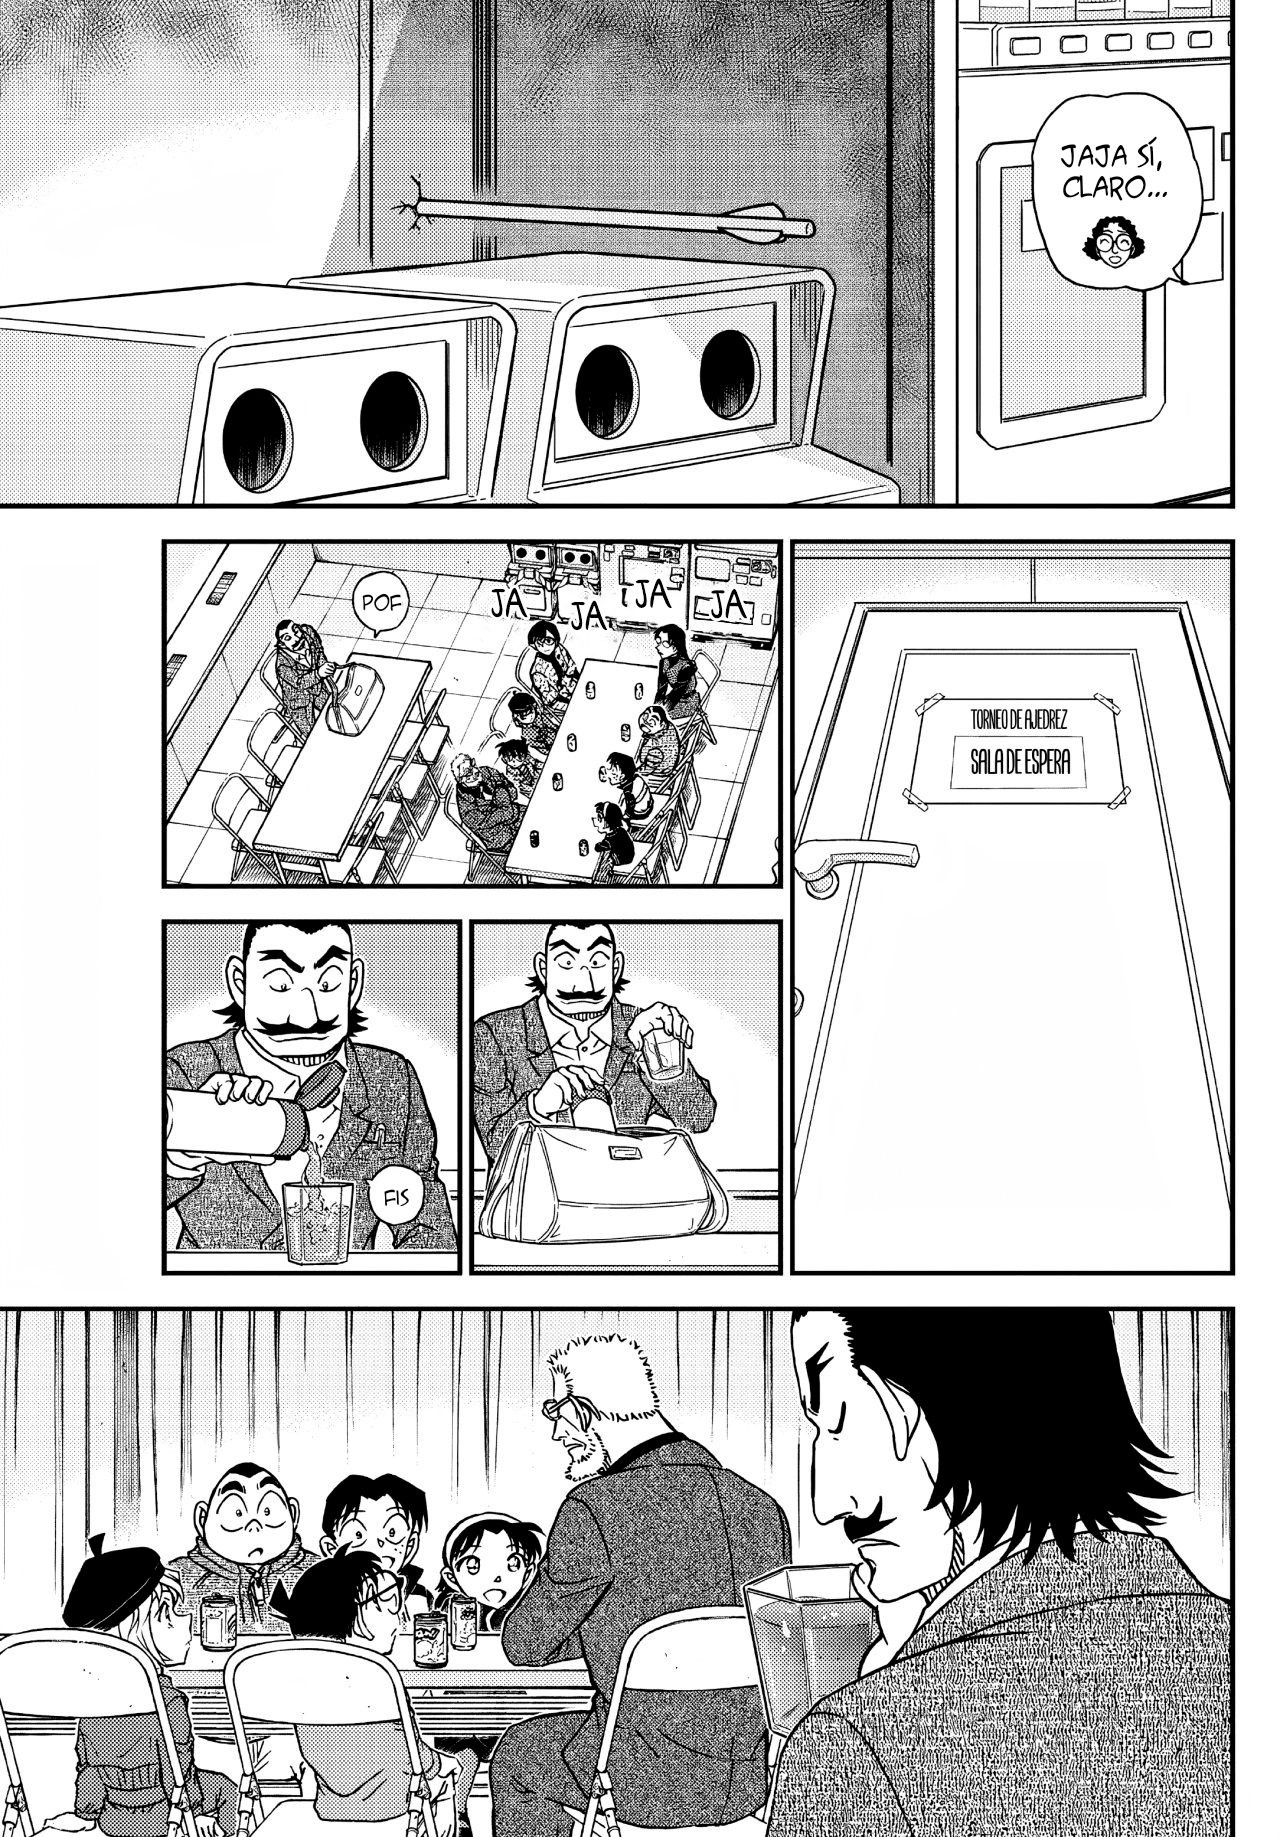 JAJA SÍ,
CLARO...
TORNEO DE AJEDREZ
SALA DE ESPERA
POF
JA
JA
JA
JA
FIS